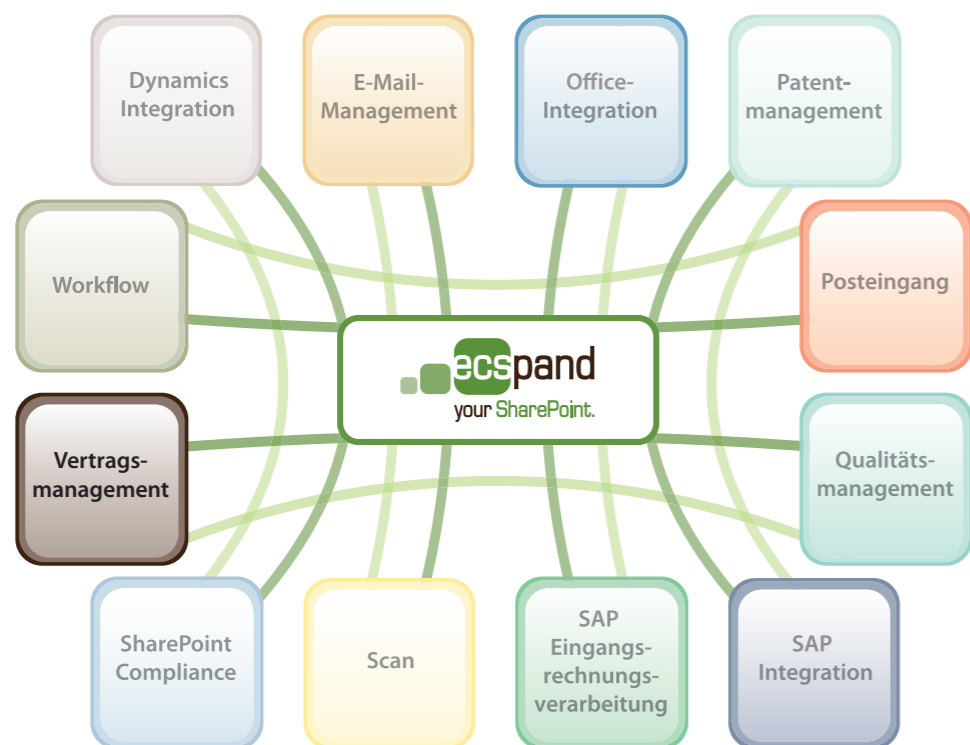 Dynamics
Integration
E-Mail-
Management
Office-
Integration
Patent-
management
Workflow
Posteingang
ecspand
your SharePoint.
Vertrags-
management
Qualitäts-
management
SharePoint
Compliance
Scan
SAP
Eingangs-
rechnungs-
verarbeitung
SAP
Integration